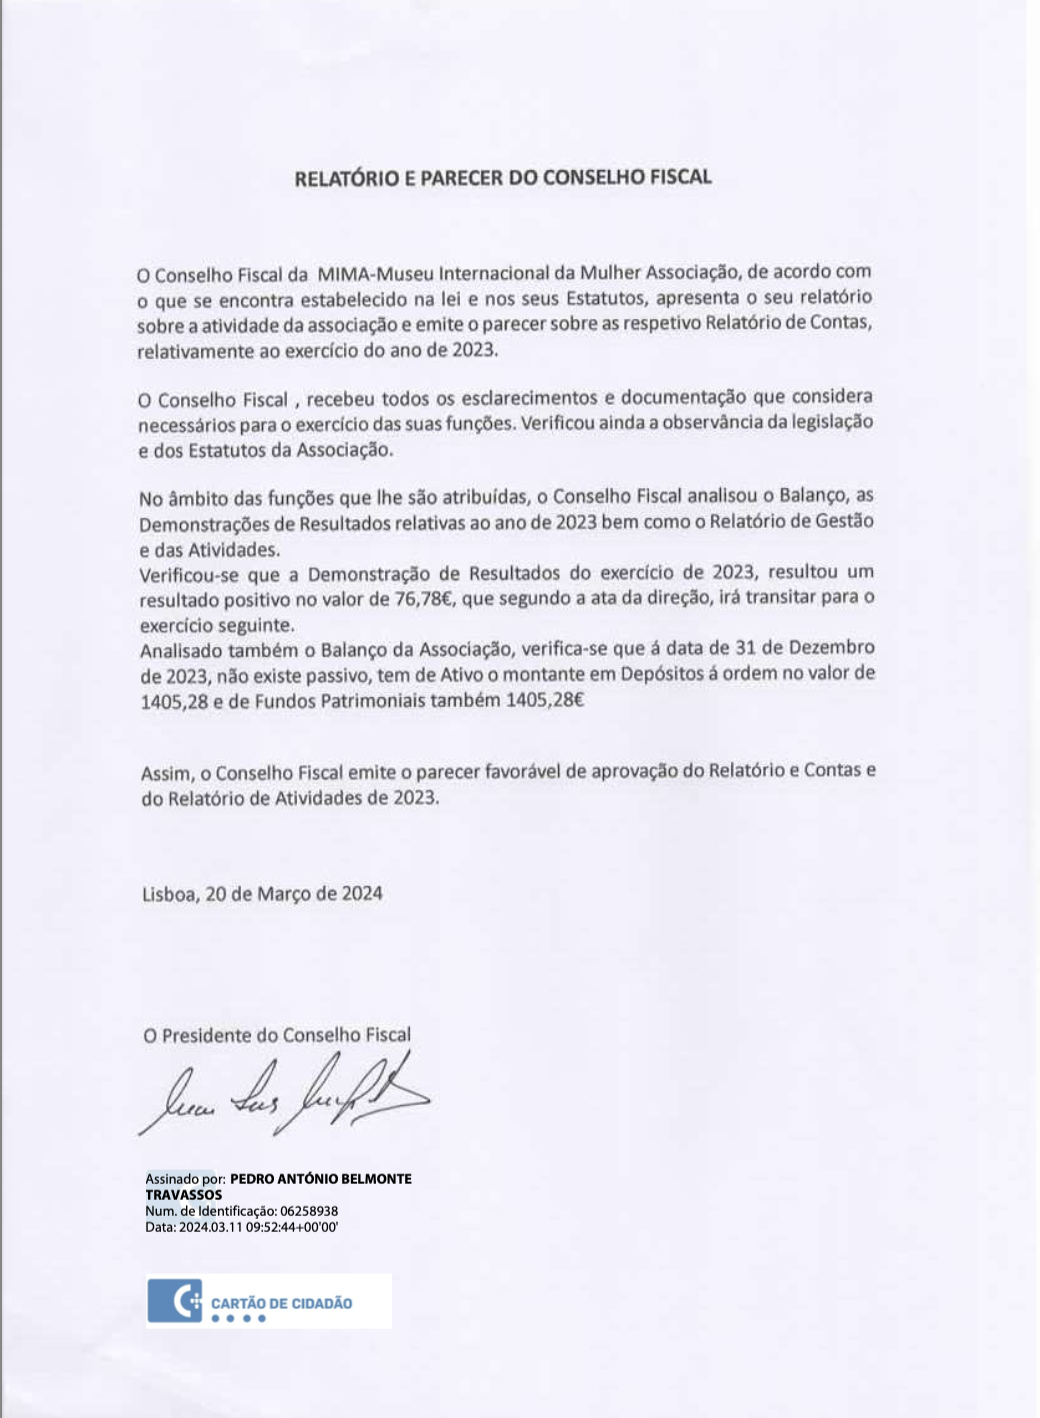 RELATÓRIO E PARECER DO CONSELHO FISCAL
O Conselho Fiscal da  MIMA-Museu Internacional da Mulher Associação, de acordo com
o que se encontra estabelecido na lei e nos seus Estatutos, apresenta o seu relatório
sobre a atividade da associação e emite o parecer sobre as respetivo Relatório de Contas,
relativamente ao exercício do ano de 2023.
O Conselho Fiscal , recebeu todos os esclarecimentos e documentação que considera
necessários para o exercício das suas funções. Verificou ainda a observância da legislação
e dos Estatutos da Associação.
No âmbito das funções que lhe são atribuídas, o Conselho Fiscal analisou o Balanço, as
Demonstrações de Resultados relativas ao ano de 2023 bem como o Relatório de Gestão
e das Atividades.
Verificou-se que a Demonstração de Resultados do exercício de 2023, resultou um
resultado positivo no valor de 76,78€, que segundo a ata da direção, irá transitar para o
exercício seguinte.
Analisado também o Balanço da Associação, verifica-se que á data de 31 de Dezembro
de 2023, não existe passivo, tem de Ativo o montante em Depósitos á ordem no valor de
1405,28 e de Fundos Patrimoniais também 1405,28€
Assim, o Conselho Fiscal emite o parecer favorável de aprovação do Relatório e Contas e
do Relatório de Atividades de 2023.
Lisboa, 20 de Março de 2024
O Presidente do Conselho Fiscal
Assinado por: PEDRO ANTÓNIO BELMONTE
TRAVASSOS
Num. de Identificação: 06258938
Data: 2024.03.11 09:52:44+00'00'
CARTÃO DE CIDADÃO